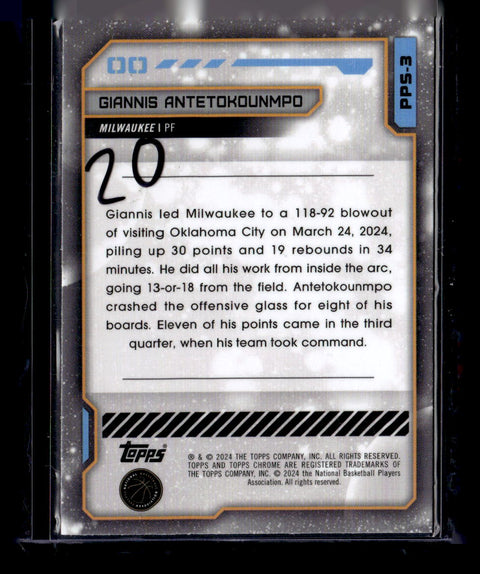 PPS-3
GIANNIS ANTETOKOUNMPO
MILWAUKEE | PF
20
Giannis led Milwaukee to a 118-92 blowout
of visiting Oklahoma City on March 24, 2024,
piling up 30 points and 19 rebounds in 34
minutes. He did all his work from inside the arc,
going 13-or-18 from the field. Antetokounmpo
crashed the offensive glass for eight of his
boards. Eleven of his points came in the third
quarter, when his team took command.
Topps
® & © 2024 THE TOPPS COMPANY, INC. ALL RIGHTS RESERVED.
TOPPS AND TOPPS CHROME ARE REGISTERED TRADEMARKS OF
THE TOPPS COMPANY, INC. © 2024 the National Basketball Players
Association. All rights reserved.